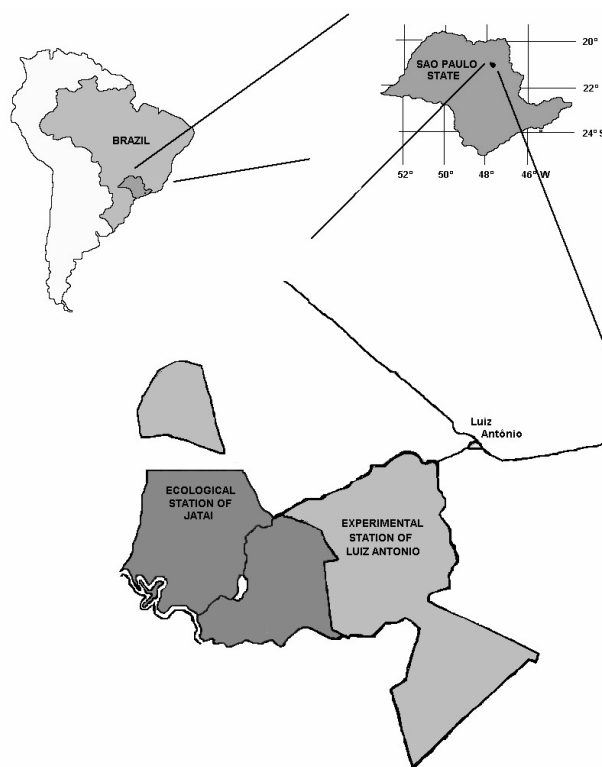 BRAZIL
SAO PAULO
STATE
20°
22°
24° S
52°
50°
48°
46° W
Luiz
Antônio
ECOLOGICAL
STATION OF
JATAI
EXPERIMENTAL
STATION OF
LUIZ ANTONIO